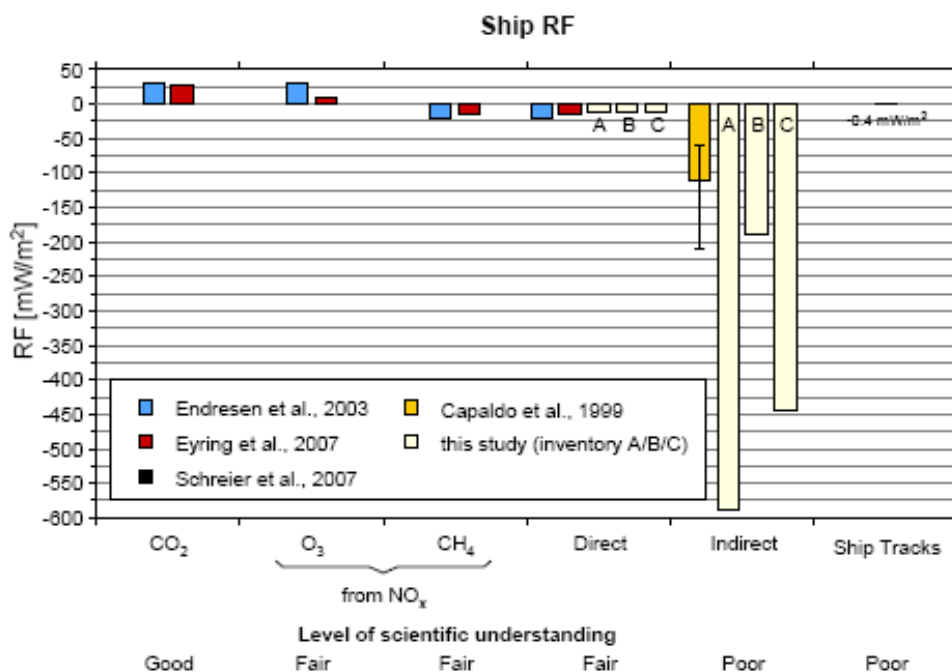 Ship RF
50
0
-50
-100
-150
-200
-250
-300
-350
-400
-450
-500
-550
-600
RF [mW/m²]
A B C
A B C
-0.4 mW/m²
Endresen et al., 2003
Capaldo et al., 1999
Eyring et al., 2007
this study (inventory A/B/C)
Schreier et al., 2007
CO₂ O₃ CH₄ Direct Indirect Ship Tracks
from NOₓ
Level of scientific understanding
Good Fair Fair Fair Poor Poor